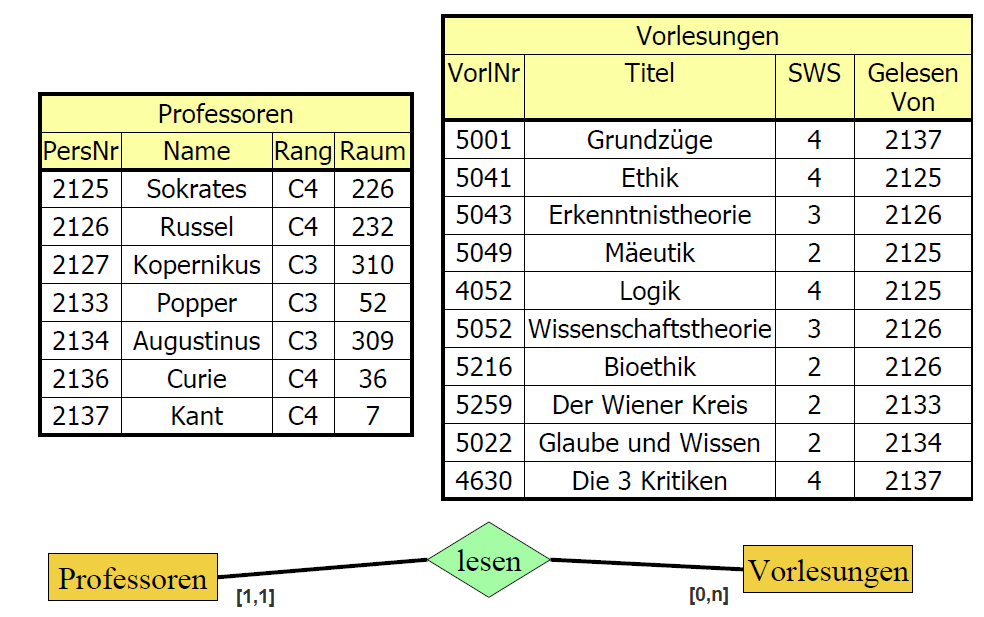 Professoren
PersNr Name Rang Raum
2125 Sokrates C4 226
2126 Russel C4 232
2127 Kopernikus C3 310
2133 Popper C3 52
2134 Augustinus C3 309
2136 Curie C4 36
2137 Kant C4 7
Vorlesungen
VorlNr Titel SWS Gelesen
Von
5001 Grundzüge 4 2137
5041 Ethik 4 2125
5043 Erkenntnistheorie 3 2126
5049 Mäeutik 2 2125
4052 Logik 4 2125
5052 Wissenschaftstheorie 3 2126
5216 Bioethik 2 2126
5259 Der Wiener Kreis 2 2133
5022 Glaube und Wissen 2 2134
4630 Die 3 Kritiken 4 2137
Professoren lesen Vorlesungen
[1,1] [0,n]